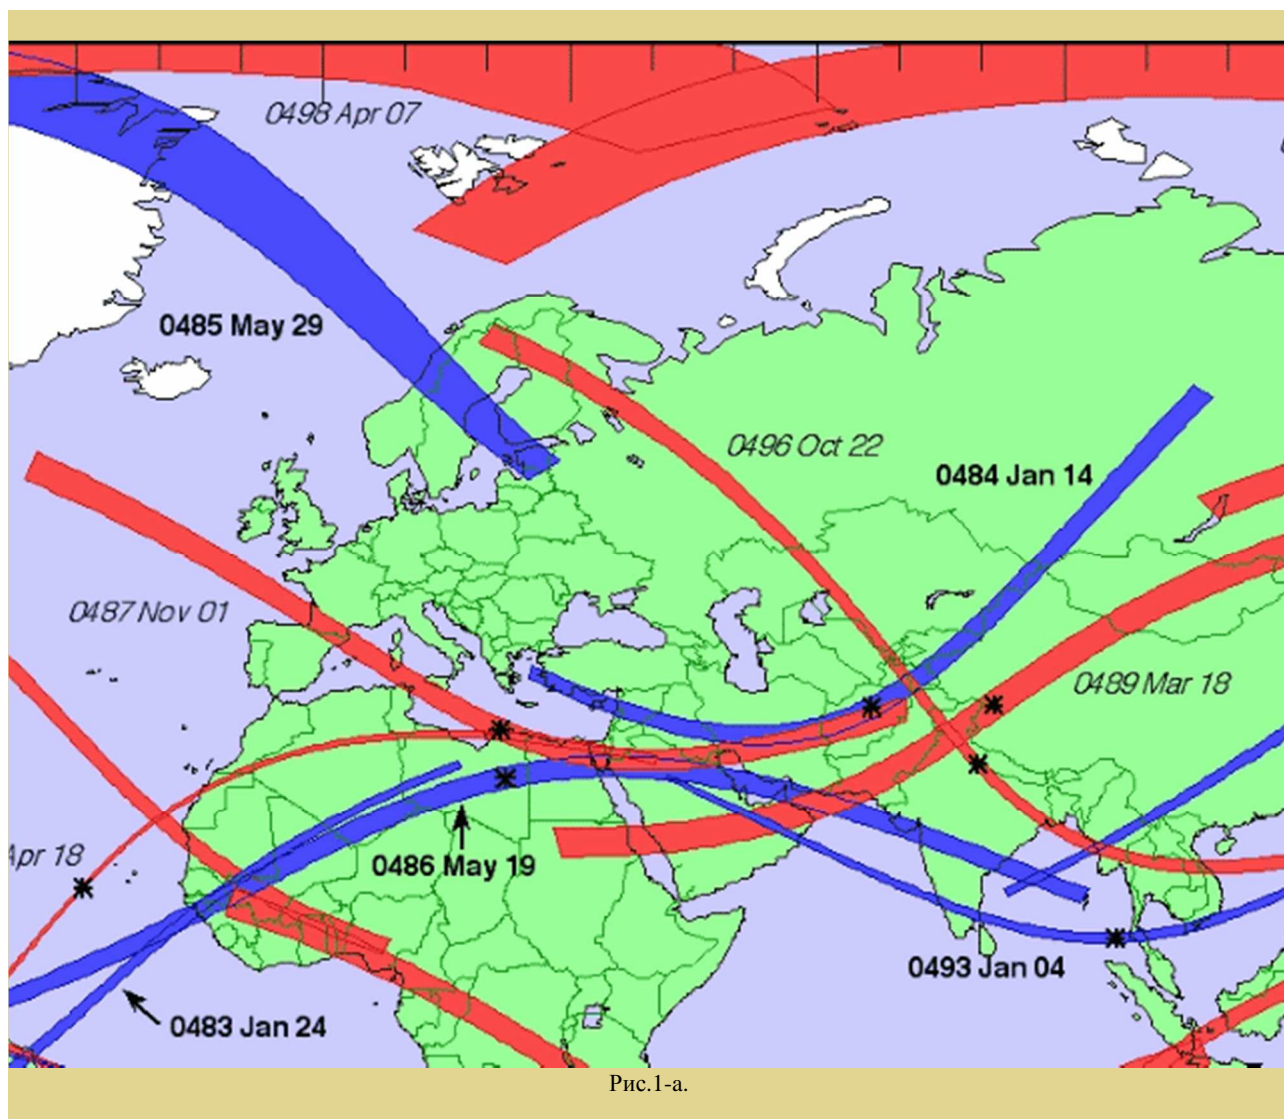 0498 Apr 07
0485 May 29
0496 Oct 22
0484 Jan 14
0487 Nov 01
0489 Mar 18
Apr 18
0486 May 19
0493 Jan 04
0483 Jan 24
Рис.1-а.